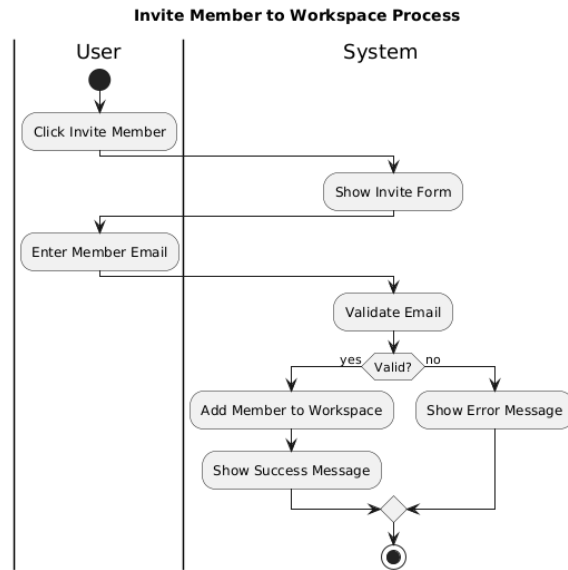 Invite Member to Workspace Process
User
System
Click Invite Member
Show Invite Form
Enter Member Email
Validate Email
yes
Valid?
no
Add Member to Workspace
Show Error Message
Show Success Message